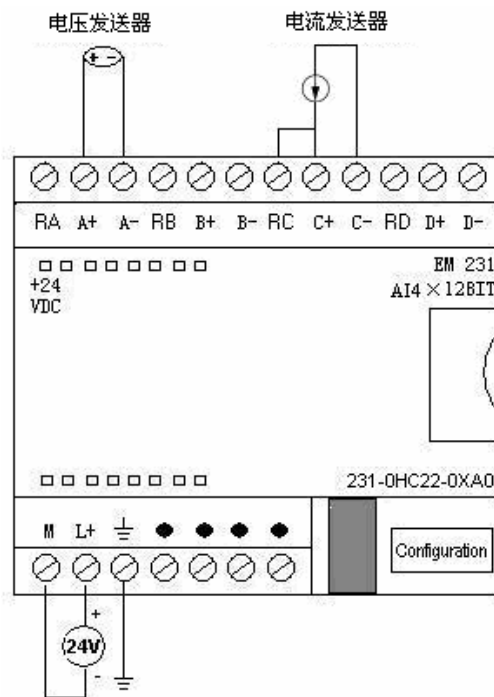 电压发送器 电流发送器
+ -
RA A+ A- RB B+ B- RC C+ C- RD D+ D-
+24 EM 231
VDC AI4×12BIT
231-0HC22-0XA0
M L+
Configuration
+
24V
-